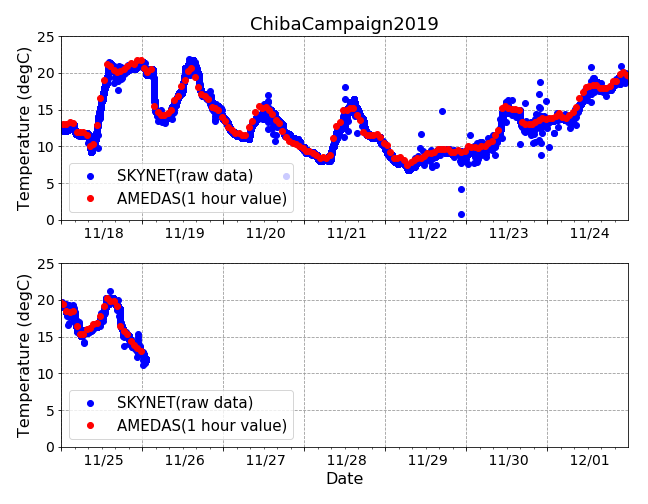 ChibaCampaign2019
Temperature (degC)
25
20
15
10
5
0
SKYNET(raw data)
AMEDAS(1 hour value)
11/18 11/19 11/20 11/21 11/22 11/23 11/24
Temperature (degC)
25
20
15
10
5
0
SKYNET(raw data)
AMEDAS(1 hour value)
11/25 11/26 11/27 11/28 11/29 11/30 12/01
Date